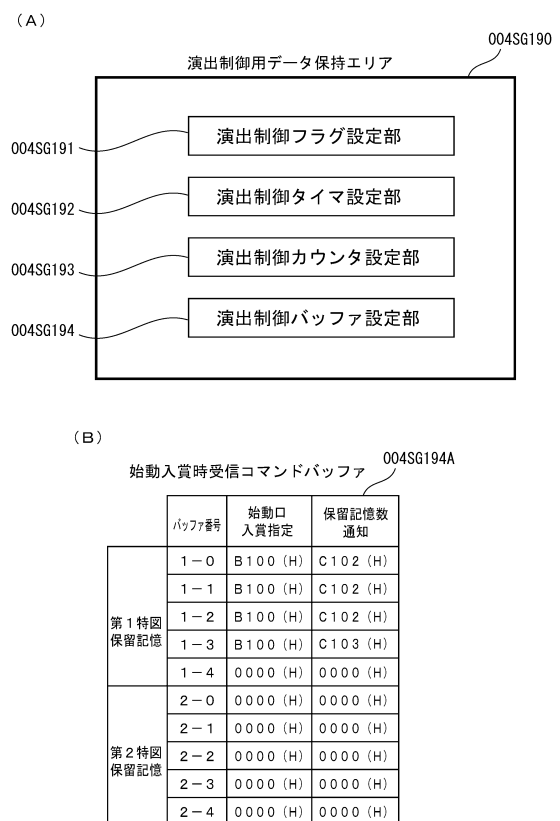 （A）
004SG190
演出制御用データ保持エリア
004SG191
演出制御フラグ設定部
004SG192
演出制御タイマ設定部
004SG193
演出制御カウンタ設定部
004SG194
演出制御バッファ設定部
（B）
004SG194A
始動入賞時受信コマンドバッファ
バッファ番号 始動口入賞指定 保留記憶数通知
第１特図保留記憶
１－０ Ｂ１００（Ｈ） Ｃ１０２（Ｈ）
１－１ Ｂ１００（Ｈ） Ｃ１０２（Ｈ）
１－２ Ｂ１００（Ｈ） Ｃ１０２（Ｈ）
１－３ Ｂ１００（Ｈ） Ｃ１０３（Ｈ）
１－４ ００００（Ｈ） ００００（Ｈ）
第２特図保留記憶
２－０ ００００（Ｈ） ００００（Ｈ）
２－１ ００００（Ｈ） ００００（Ｈ）
２－２ ００００（Ｈ） ００００（Ｈ）
２－３ ００００（Ｈ） ００００（Ｈ）
２－４ ００００（Ｈ） ００００（Ｈ）